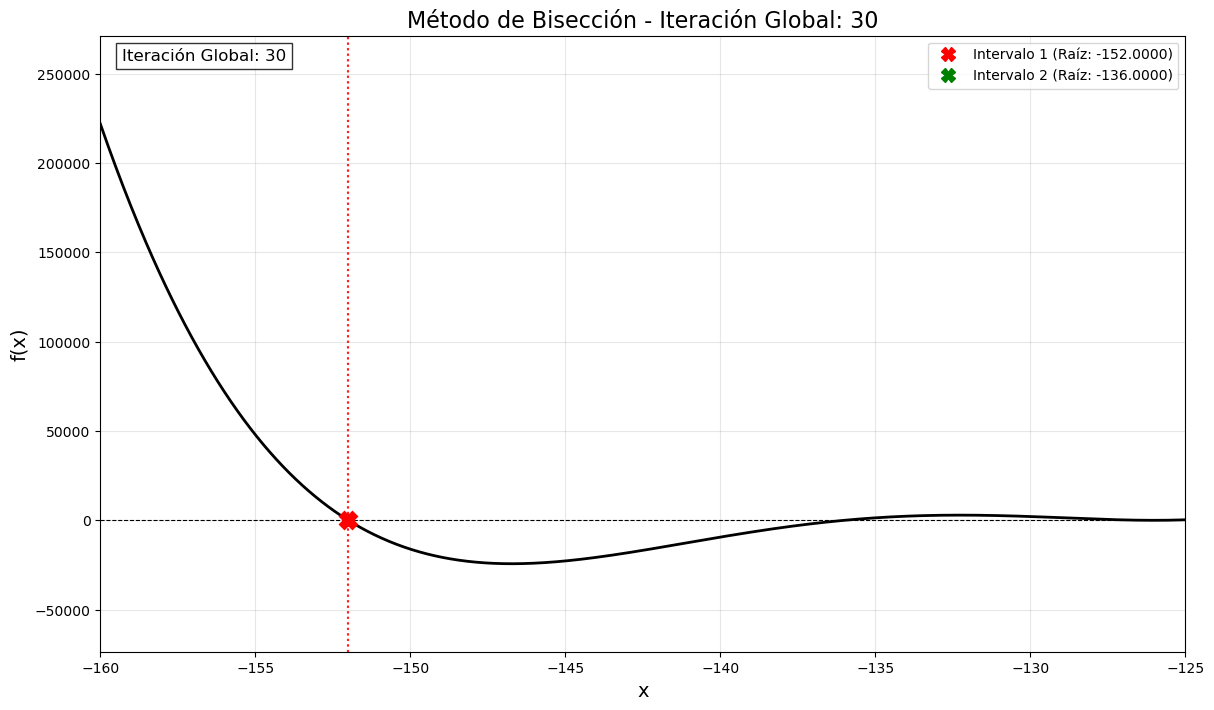 Método de Bisección - Iteración Global: 30
Iteración Global: 30
Intervalo 1 (Raíz: -152.0000)
Intervalo 2 (Raíz: -136.0000)
250000
200000
150000
100000
50000
0
−50000
f(x)
−160
−155
−150
−145
−140
−135
−130
−125
x